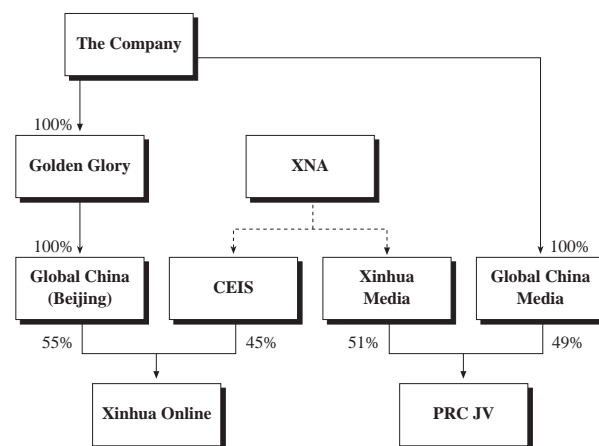 The Company
100%
Golden Glory
XNA
100%
100%
Global China
(Beijing)
CEIS
Xinhua
Media
Global China
Media
55%
45%
51%
49%
Xinhua Online
PRC JV